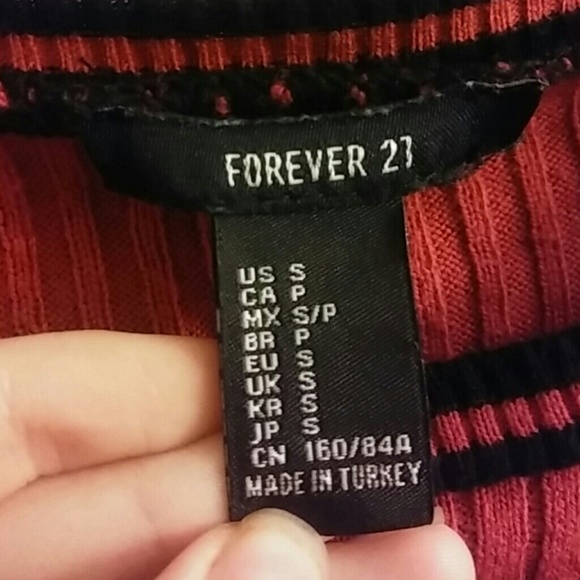 FOREVER 21
US S
CA P
MX S/P
BR P
EU S
UK S
KR S
JP S
CN 160/84A
MADE IN TURKEY